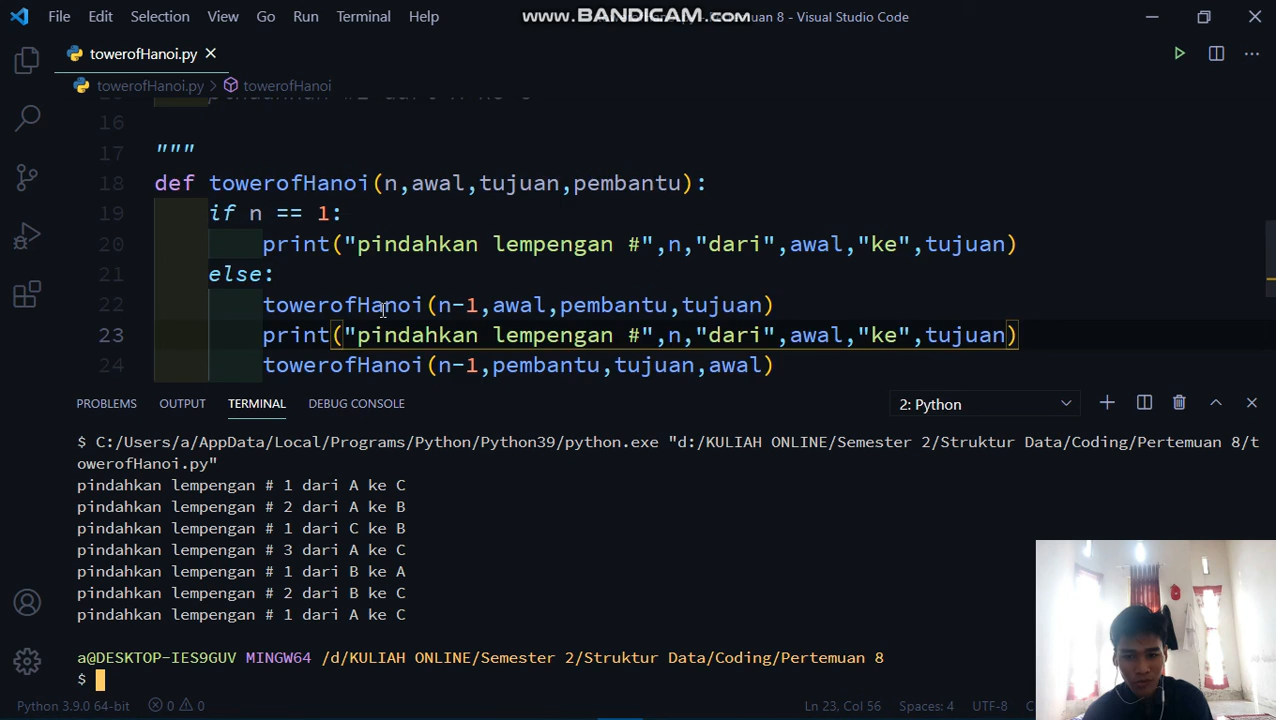 File Edit Selection View Go Run Terminal Help www.BANDICAM.com 8 - Visual Studio Code
towerofHanoi.py
towerofHanoi.py > towerofHanoi
16
17 """
18 def towerofHanoi(n,awal,tujuan,pembantu):
19 if n == 1:
20 print("pindahkan lempengan #",n,"dari",awal,"ke",tujuan)
21 else:
22 towerofHanoi(n-1,awal,pembantu,tujuan)
23 print("pindahkan lempengan #",n,"dari",awal,"ke",tujuan)
24 towerofHanoi(n-1,pembantu,tujuan,awal)
PROBLEMS OUTPUT TERMINAL DEBUG CONSOLE 2: Python
$ C:/Users/a/AppData/Local/Programs/Python/Python39/python.exe "d:/KULIAH ONLINE/Semester 2/Struktur Data/Coding/Pertemuan 8/t
owerofHanoi.py"
pindahkan lempengan # 1 dari A ke C
pindahkan lempengan # 2 dari A ke B
pindahkan lempengan # 1 dari C ke B
pindahkan lempengan # 3 dari A ke C
pindahkan lempengan # 1 dari B ke A
pindahkan lempengan # 2 dari B ke C
pindahkan lempengan # 1 dari A ke C
a@DESKTOP-IES9GUV MINGW64 /d/KULIAH ONLINE/Semester 2/Struktur Data/Coding/Pertemuan 8
$
Python 3.9.0 64-bit 0 0 Ln 23, Col 56 Spaces: 4 UTF-8